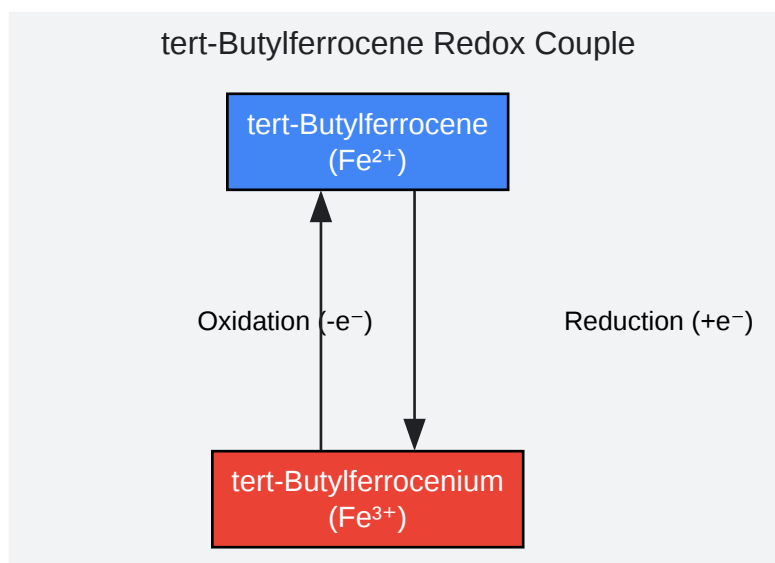 tert-Butylferrocene Redox Couple
tert-Butylferrocene
(Fe²⁺)
Oxidation (-e⁻)
Reduction (+e⁻)
tert-Butylferrocenium
(Fe³⁺)